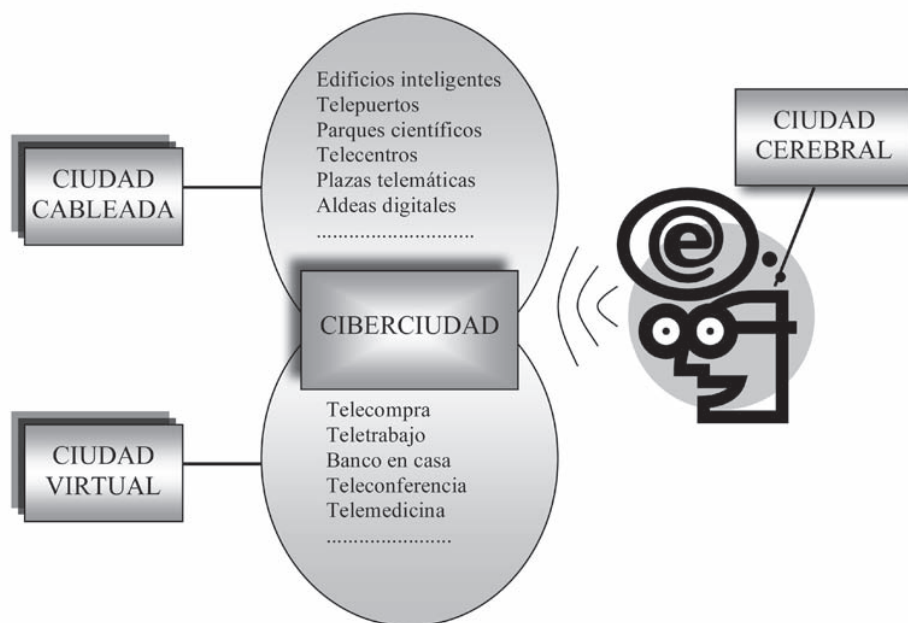 Edificios inteligentes
Telepuertos
Parques científicos
Telecentros
Plazas telemáticas
Aldeas digitales
..............................
CIUDAD
CABLEADA
CIUDAD
CEREBRAL
e
CIBERCIUDAD
Telecompra
Teletrabajo
Banco en casa
Teleconferencia
Telemedicina
........................
CIUDAD
VIRTUAL